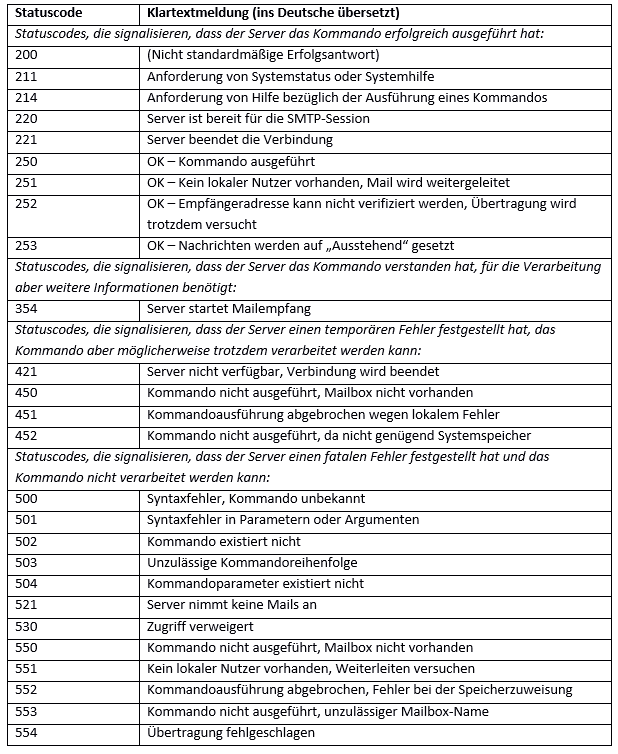 Statuscode Klartextmeldung (ins Deutsche übersetzt)
Statuscodes, die signalisieren, dass der Server das Kommando erfolgreich ausgeführt hat:
200 (Nicht standardmäßige Erfolgsantwort)
211 Anforderung von Systemstatus oder Systemhilfe
214 Anforderung von Hilfe bezüglich der Ausführung eines Kommandos
220 Server ist bereit für die SMTP-Session
221 Server beendet die Verbindung
250 OK – Kommando ausgeführt
251 OK – Kein lokaler Nutzer vorhanden, Mail wird weitergeleitet
252 OK – Empfängeradresse kann nicht verifiziert werden, Übertragung wird
trotzdem versucht
253 OK – Nachrichten werden auf „Ausstehend“ gesetzt
Statuscodes, die signalisieren, dass der Server das Kommando verstanden hat, für die Verarbeitung
aber weitere Informationen benötigt:
354 Server startet Mailempfang
Statuscodes, die signalisieren, dass der Server einen temporären Fehler festgestellt hat, das
Kommando aber möglicherweise trotzdem verarbeitet werden kann:
421 Server nicht verfügbar, Verbindung wird beendet
450 Kommando nicht ausgeführt, Mailbox nicht vorhanden
451 Kommandoausführung abgebrochen wegen lokalem Fehler
452 Kommando nicht ausgeführt, da nicht genügend Systemspeicher
Statuscodes, die signalisieren, dass der Server einen fatalen Fehler festgestellt hat und das
Kommando nicht verarbeitet werden kann:
500 Syntaxfehler, Kommando unbekannt
501 Syntaxfehler in Parametern oder Argumenten
502 Kommando existiert nicht
503 Unzulässige Kommandoreihenfolge
504 Kommandoparameter existiert nicht
521 Server nimmt keine Mails an
530 Zugriff verweigert
550 Kommando nicht ausgeführt, Mailbox nicht vorhanden
551 Kein lokaler Nutzer vorhanden, Weiterleiten versuchen
552 Kommandoausführung abgebrochen, Fehler bei der Speicherzuweisung
553 Kommando nicht ausgeführt, unzulässiger Mailbox-Name
554 Übertragung fehlgeschlagen